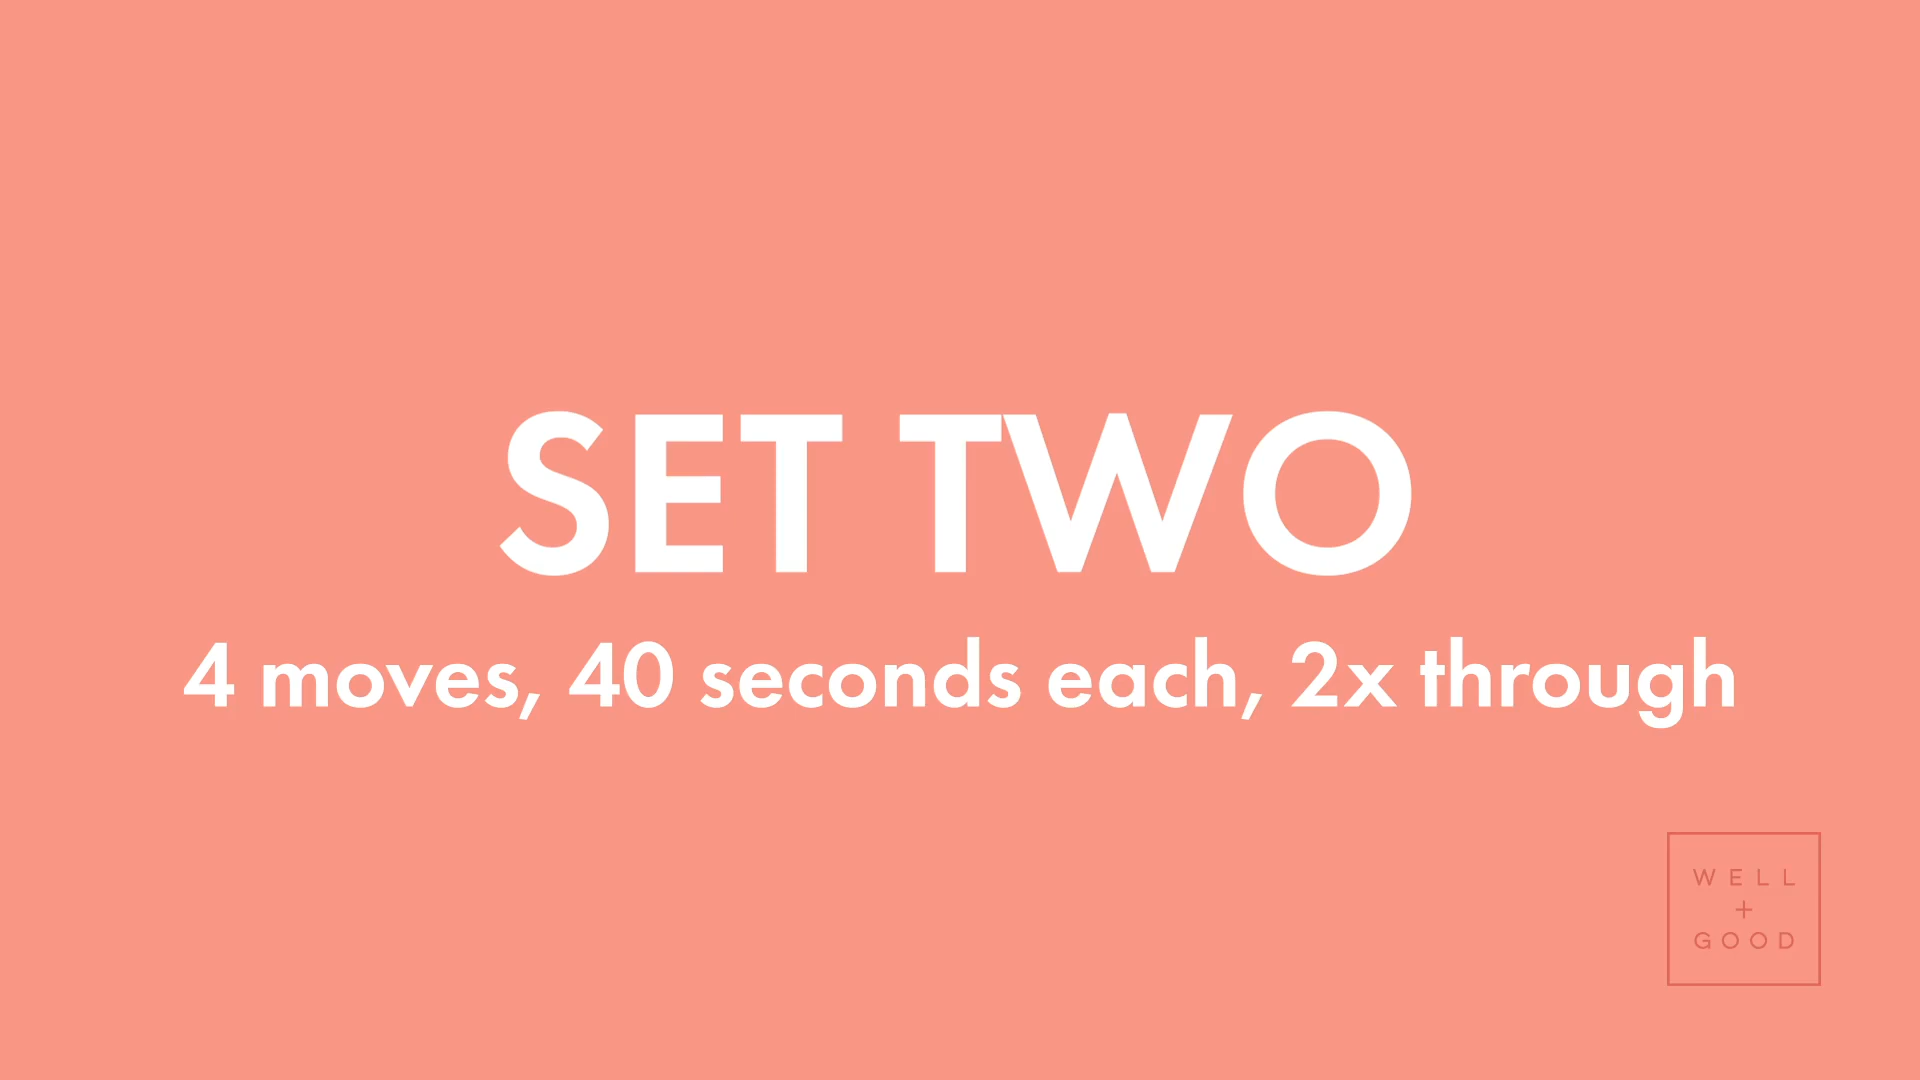 SET TWO
4 moves, 40 seconds each, 2x through
WELL
+
GOOD